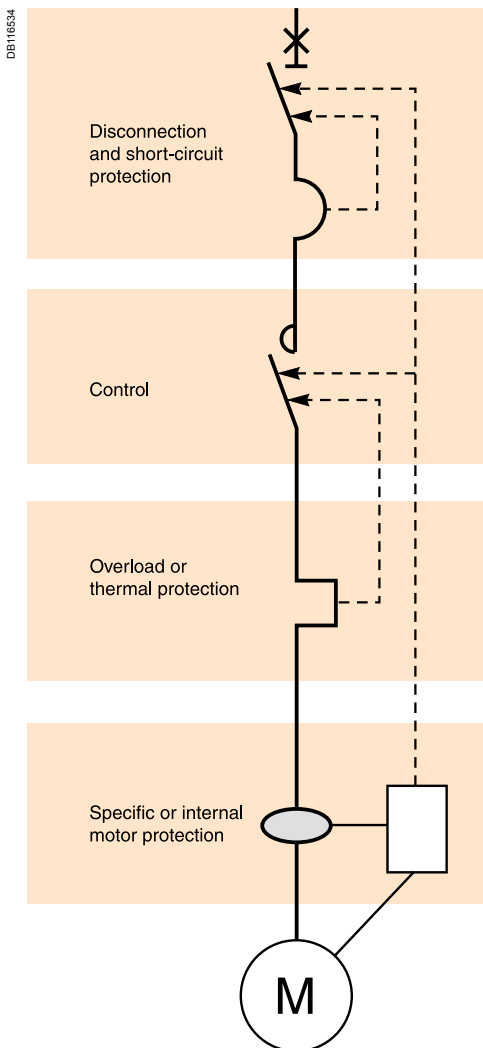 DB116534
Disconnection
and short-circuit
protection
Control
Overload or
thermal protection
Specific or internal
motor protection
M